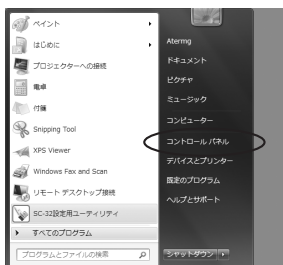 ペイント
はじめに
プロジェクターへの接続
電卓
付箋
Snipping Tool
XPS Viewer
Windows Fax and Scan
リモート デスクトップ接続
SC-32設定用ユーティリティ
すべてのプログラム
プログラムとファイルの検索
Atermg
ドキュメント
ピクチャ
ミュージック
コンピューター
コントロール パネル
デバイスとプリンター
既定のプログラム
ヘルプとサポート
シャットダウン